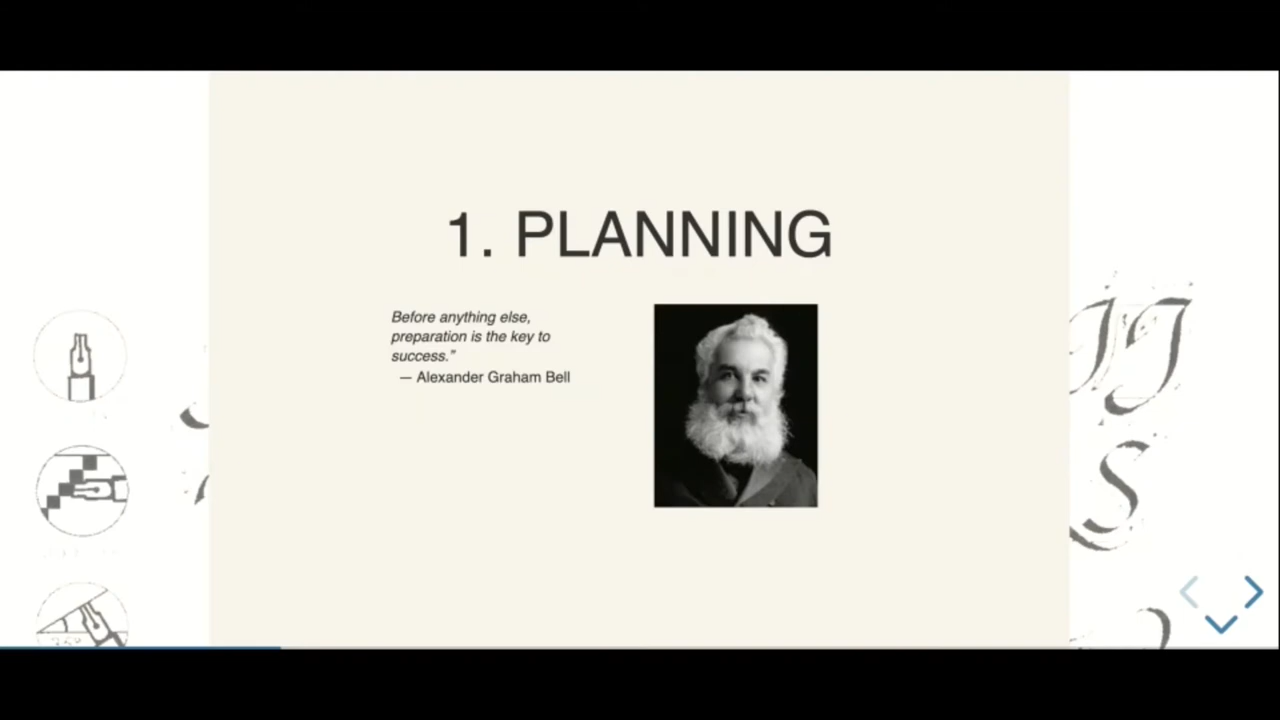 1. PLANNING
Before anything else,
preparation is the key to
success.”
— Alexander Graham Bell